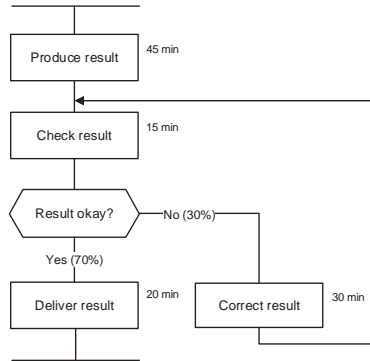 Produce result
45 min
Check result
15 min
Result okay?
No (30%)
Yes (70%)
Deliver result
20 min
Correct result
30 min